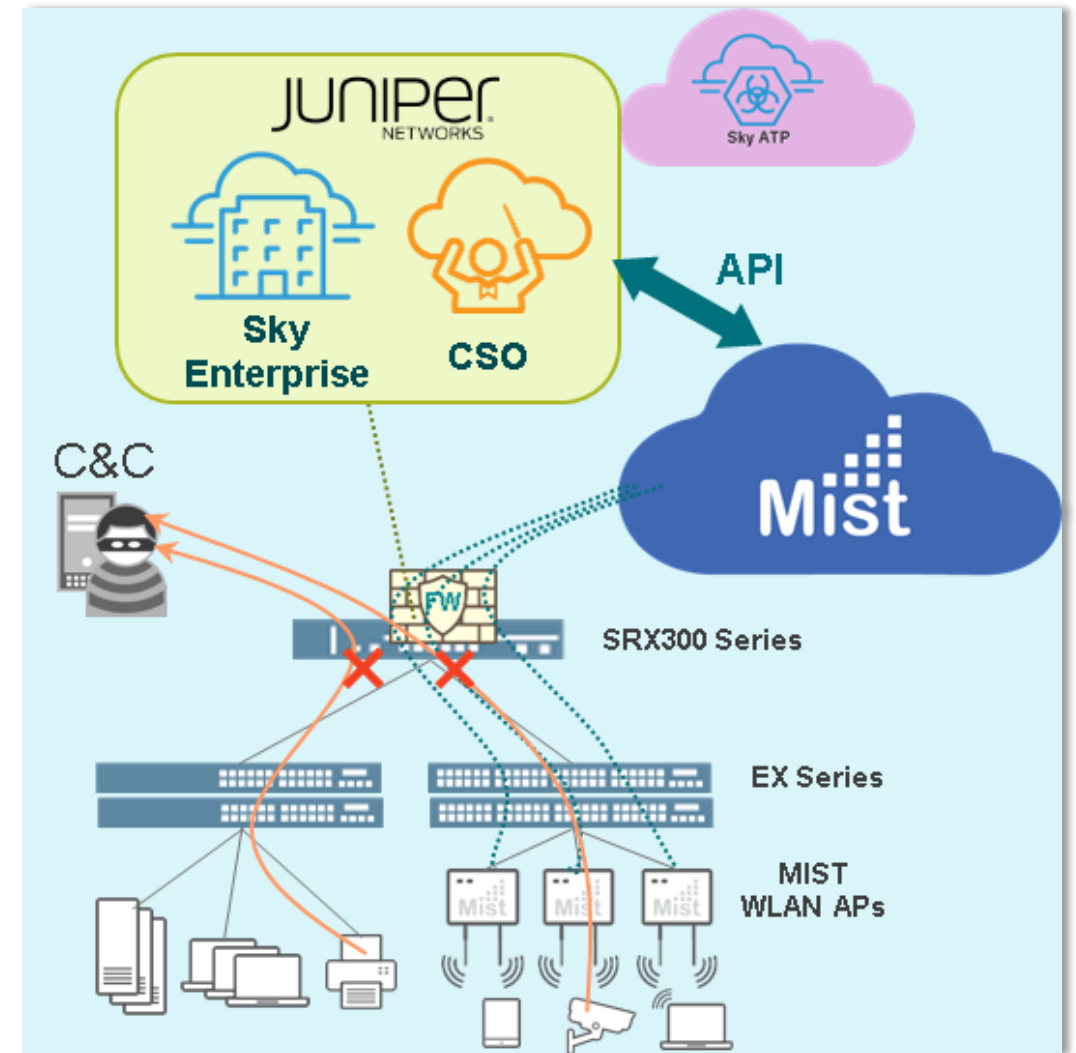 JUNIPER
NETWORKS
Sky ATP
Sky
Enterprise
CSO
API
C&C
Mist
FW
SRX300 Series
EX Series
MIST
WLAN APs
Mist
Mist
Mist